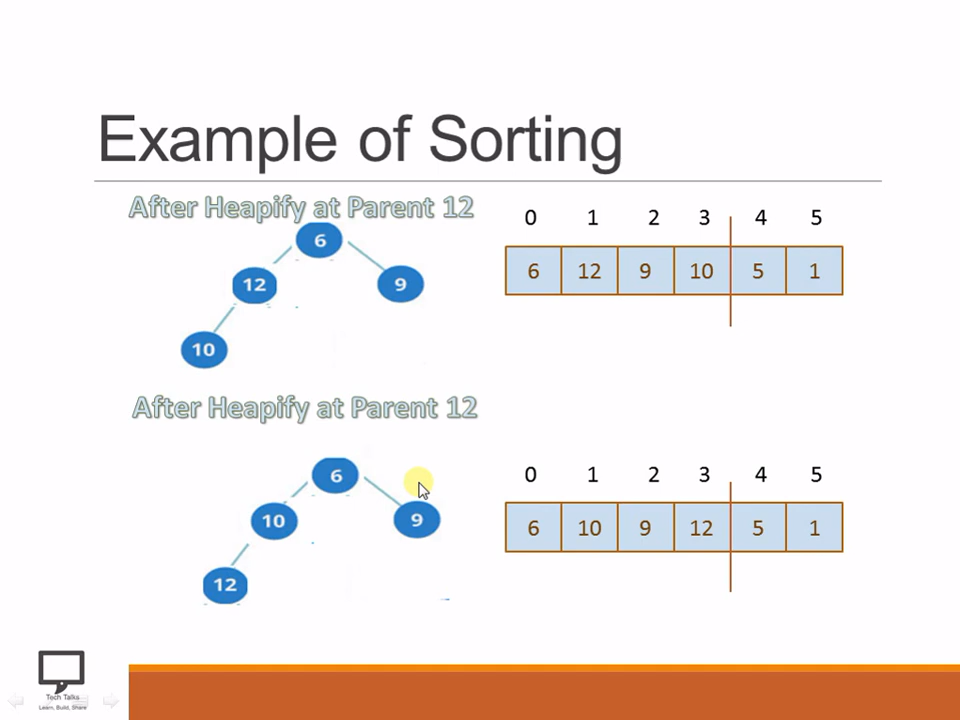 Example of Sorting
After Heapify at Parent 12
6
12
9
10
0 1 2 3 4 5
6 12 9 10 5 1
After Heapify at Parent 12
6
10
9
12
0 1 2 3 4 5
6 10 9 12 5 1
Tech Talks
Learn, Build, Share